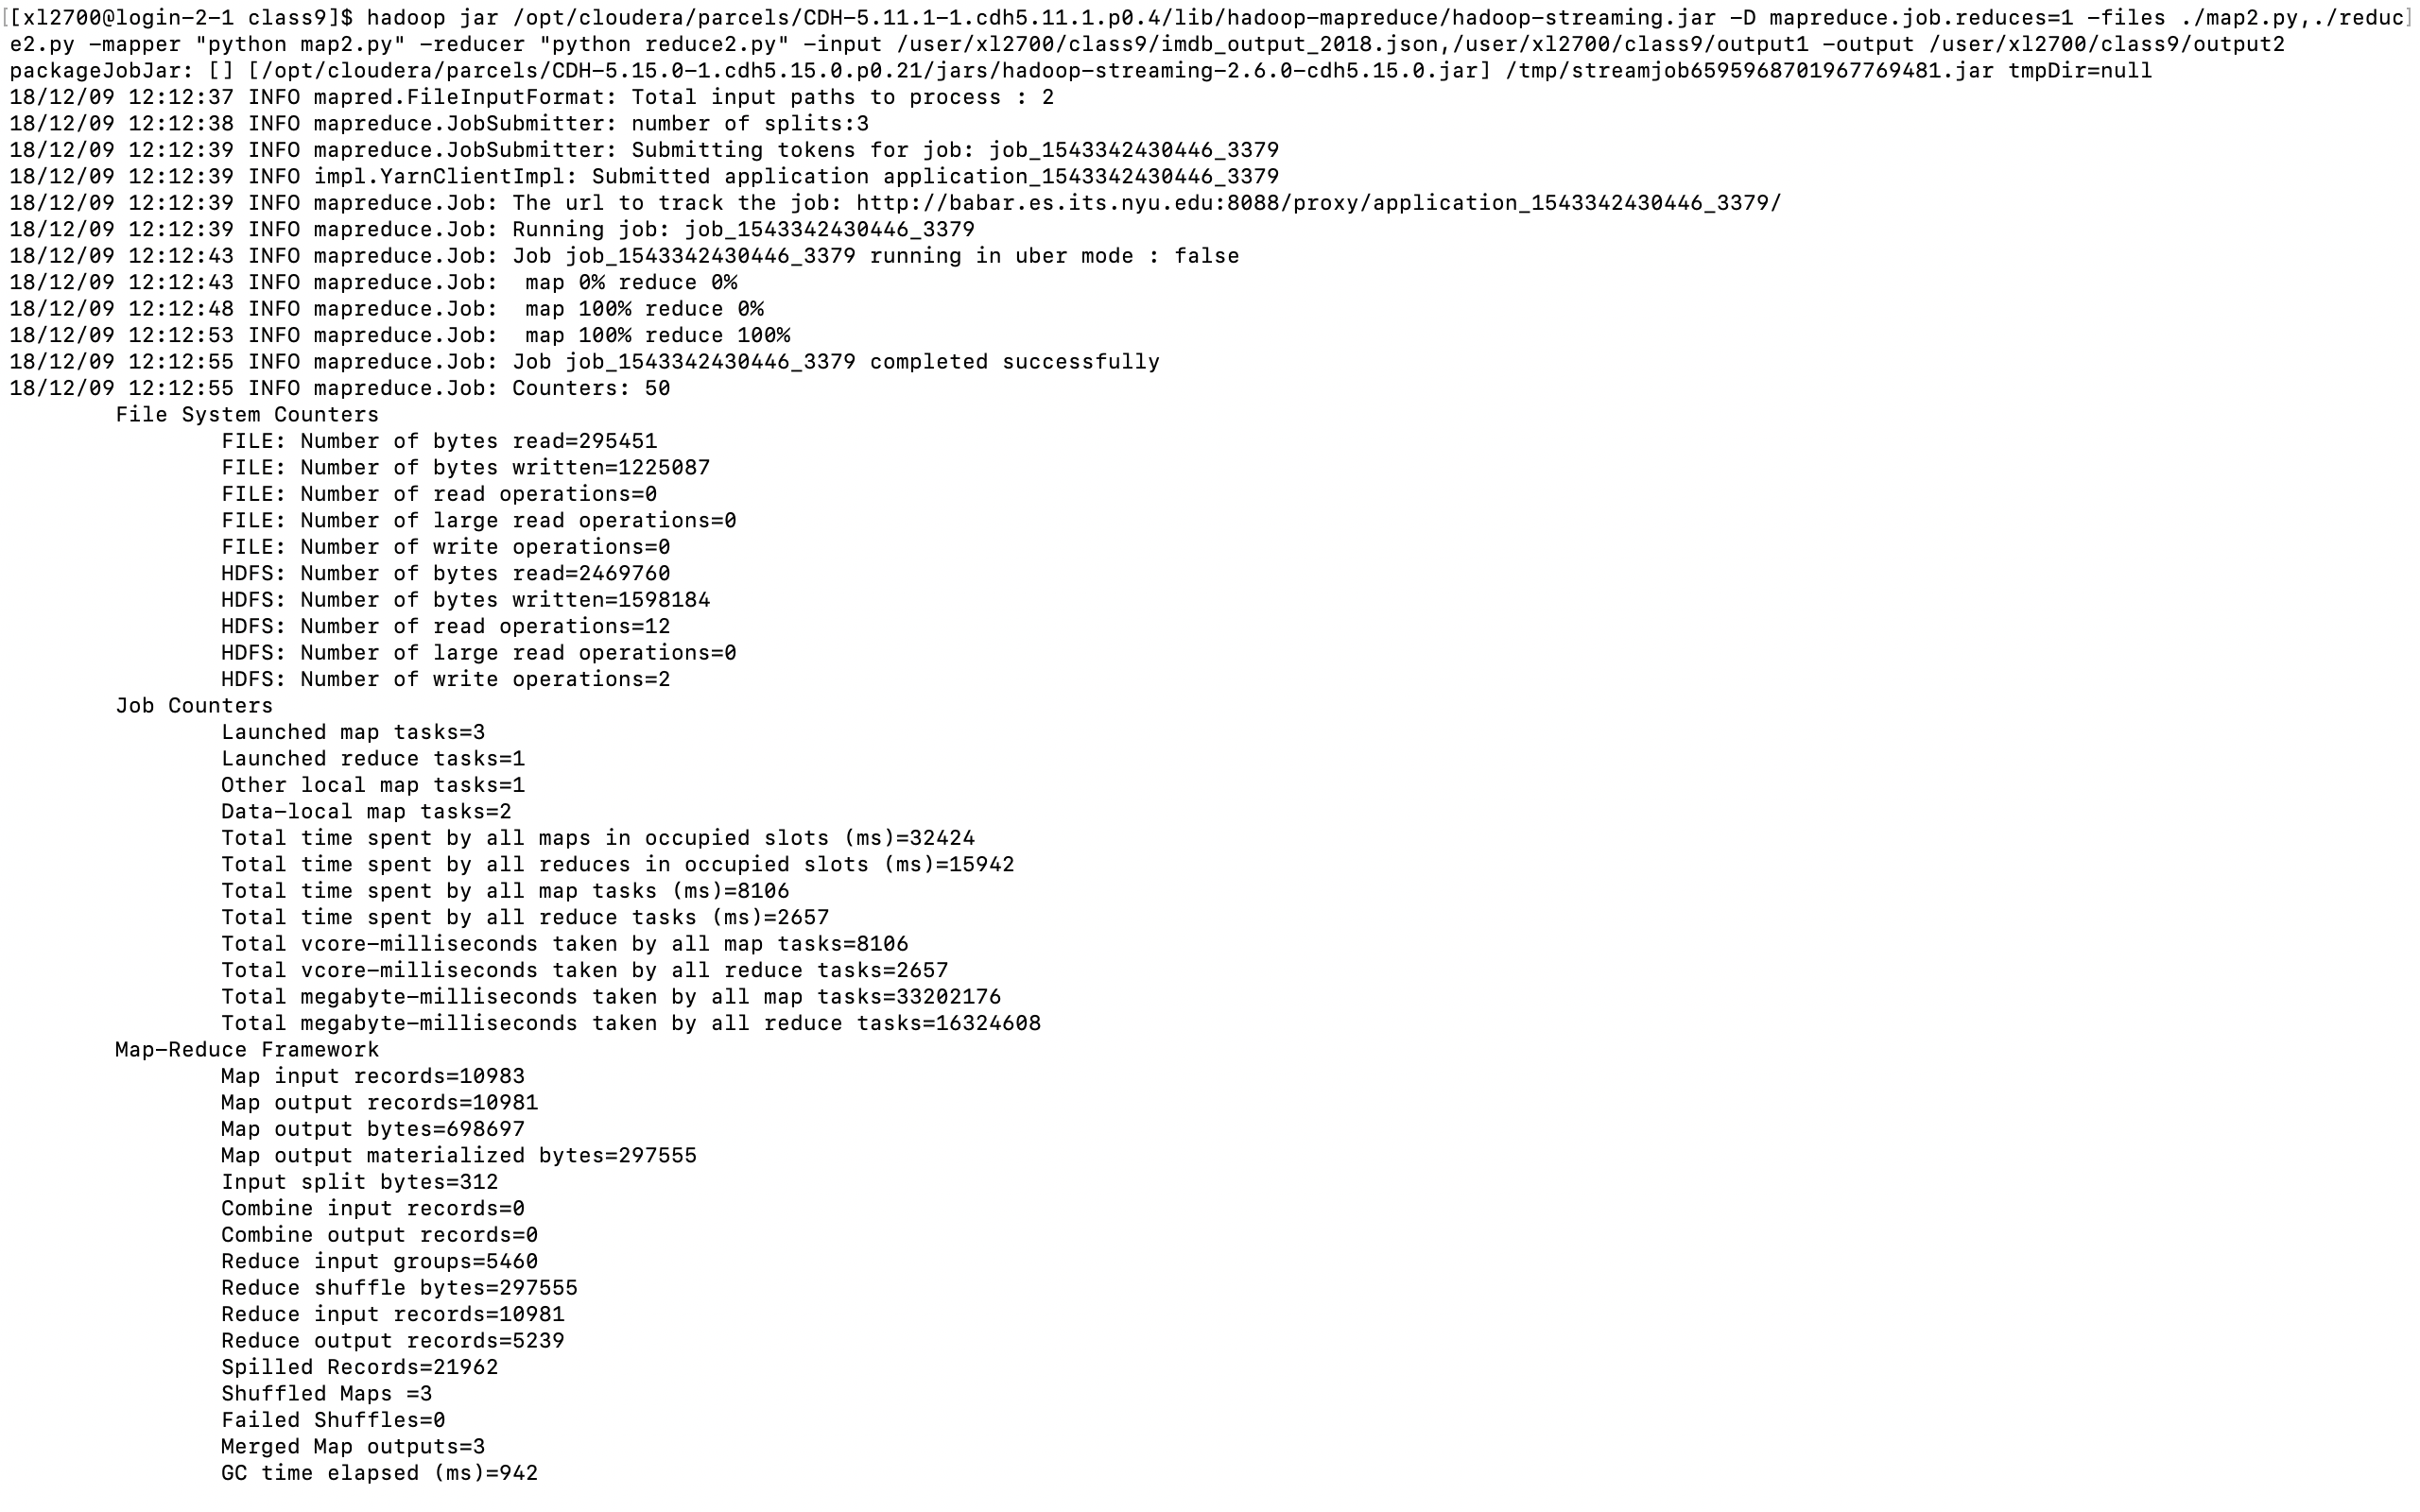 [[xl2700@login-2-1 class9]$ hadoop jar /opt/cloudera/parcels/CDH-5.11.1-1.cdh5.11.1.p0.4/lib/hadoop-mapreduce/hadoop-streaming.jar -D mapreduce.job.reduces=1 -files ./map2.py,./reduc]
e2.py -mapper "python map2.py" -reducer "python reduce2.py" -input /user/xl2700/class9/imdb_output_2018.json,/user/xl2700/class9/output1 -output /user/xl2700/class9/output2
packageJobJar: [] [/opt/cloudera/parcels/CDH-5.15.0-1.cdh5.15.0.p0.21/jars/hadoop-streaming-2.6.0-cdh5.15.0.jar] /tmp/streamjob6595968701967769481.jar tmpDir=null
18/12/09 12:12:37 INFO mapred.FileInputFormat: Total input paths to process : 2
18/12/09 12:12:38 INFO mapreduce.JobSubmitter: number of splits:3
18/12/09 12:12:39 INFO mapreduce.JobSubmitter: Submitting tokens for job: job_1543342430446_3379
18/12/09 12:12:39 INFO impl.YarnClientImpl: Submitted application application_1543342430446_3379
18/12/09 12:12:39 INFO mapreduce.Job: The url to track the job: http://babar.es.its.nyu.edu:8088/proxy/application_1543342430446_3379/
18/12/09 12:12:39 INFO mapreduce.Job: Running job: job_1543342430446_3379
18/12/09 12:12:43 INFO mapreduce.Job: Job job_1543342430446_3379 running in uber mode : false
18/12/09 12:12:43 INFO mapreduce.Job:  map 0% reduce 0%
18/12/09 12:12:48 INFO mapreduce.Job:  map 100% reduce 0%
18/12/09 12:12:53 INFO mapreduce.Job:  map 100% reduce 100%
18/12/09 12:12:55 INFO mapreduce.Job: Job job_1543342430446_3379 completed successfully
18/12/09 12:12:55 INFO mapreduce.Job: Counters: 50
File System Counters
FILE: Number of bytes read=295451
FILE: Number of bytes written=1225087
FILE: Number of read operations=0
FILE: Number of large read operations=0
FILE: Number of write operations=0
HDFS: Number of bytes read=2469760
HDFS: Number of bytes written=1598184
HDFS: Number of read operations=12
HDFS: Number of large read operations=0
HDFS: Number of write operations=2
Job Counters
Launched map tasks=3
Launched reduce tasks=1
Other local map tasks=1
Data-local map tasks=2
Total time spent by all maps in occupied slots (ms)=32424
Total time spent by all reduces in occupied slots (ms)=15942
Total time spent by all map tasks (ms)=8106
Total time spent by all reduce tasks (ms)=2657
Total vcore-milliseconds taken by all map tasks=8106
Total vcore-milliseconds taken by all reduce tasks=2657
Total megabyte-milliseconds taken by all map tasks=33202176
Total megabyte-milliseconds taken by all reduce tasks=16324608
Map-Reduce Framework
Map input records=10983
Map output records=10981
Map output bytes=698697
Map output materialized bytes=297555
Input split bytes=312
Combine input records=0
Combine output records=0
Reduce input groups=5460
Reduce shuffle bytes=297555
Reduce input records=10981
Reduce output records=5239
Spilled Records=21962
Shuffled Maps =3
Failed Shuffles=0
Merged Map outputs=3
GC time elapsed (ms)=942